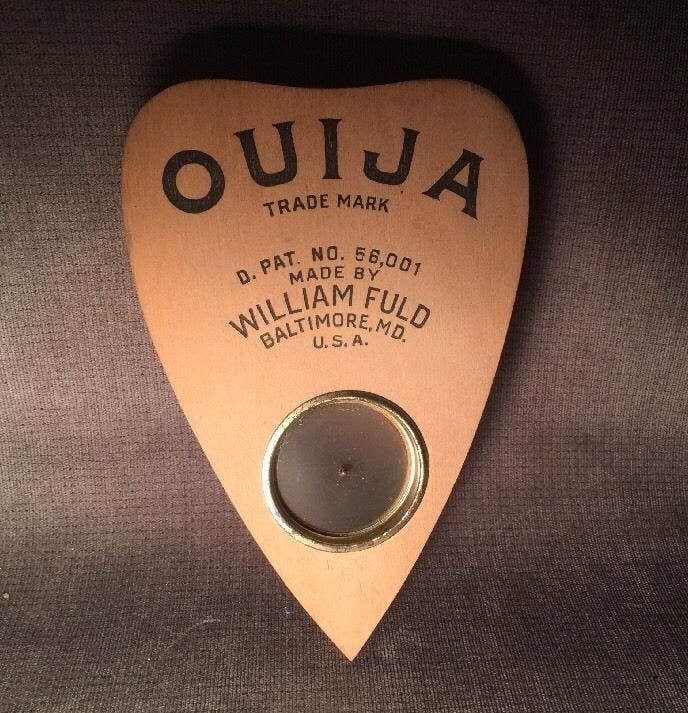 OUIJA
TRADE MARK
D. PAT. NO. 56,001
MADE BY
WILLIAM FULD
BALTIMORE, MD.
U.S.A.